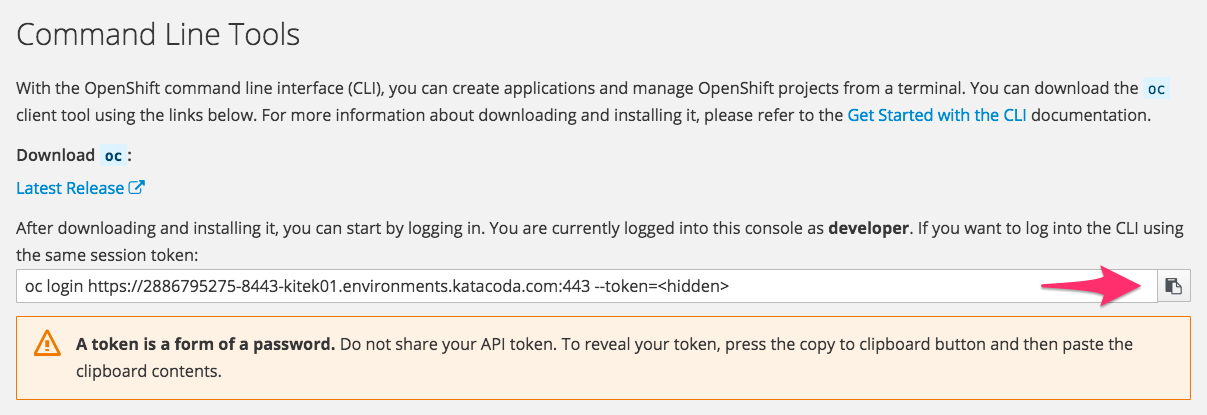 Command Line Tools
With the OpenShift command line interface (CLI), you can create applications and manage OpenShift projects from a terminal. You can download the oc
client tool using the links below. For more information about downloading and installing it, please refer to the Get Started with the CLI documentation.
Download oc:
Latest Release
After downloading and installing it, you can start by logging in. You are currently logged into this console as developer. If you want to log into the CLI using
the same session token:
oc login https://2886795275-8443-kitek01.environments.katacoda.com:443 --token=<hidden>
A token is a form of a password. Do not share your API token. To reveal your token, press the copy to clipboard button and then paste the
clipboard contents.